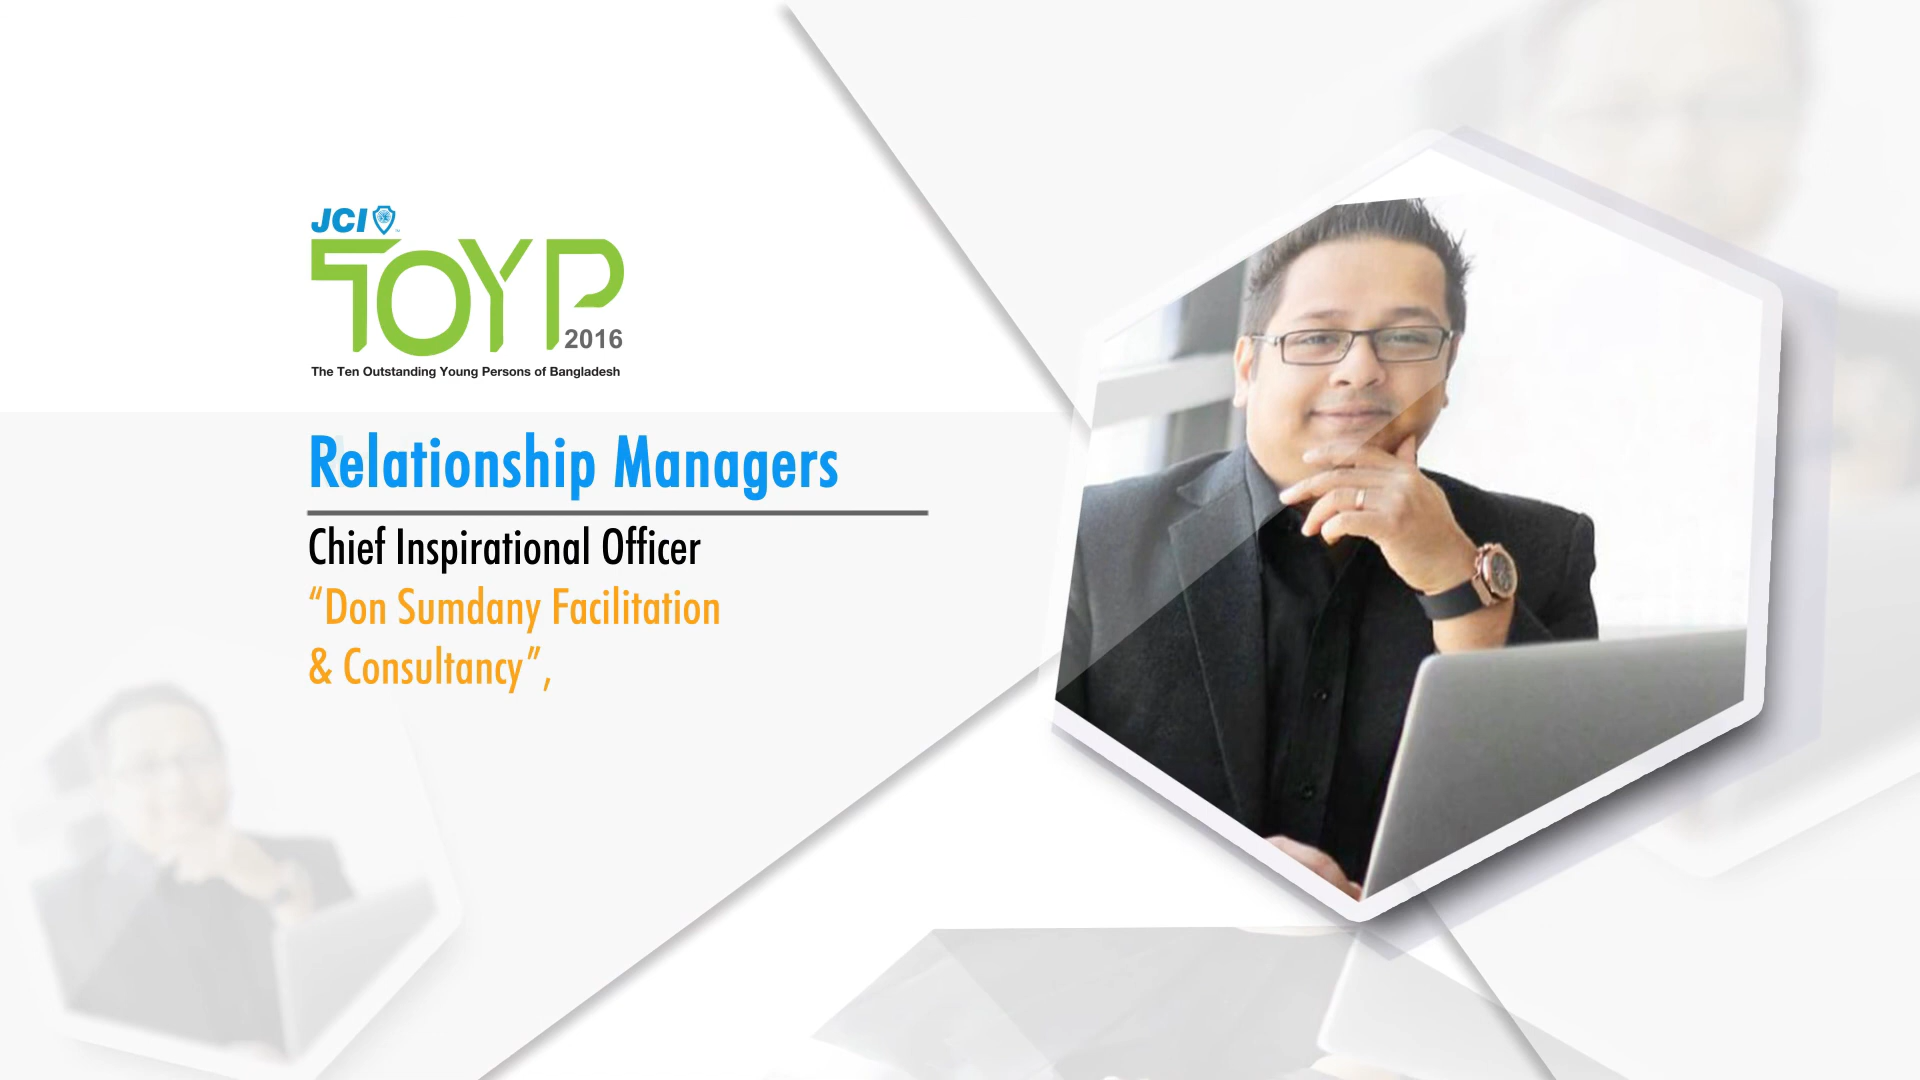 JCI
TOYP
2016
The Ten Outstanding Young Persons of Bangladesh
Relationship Managers
Chief Inspirational Officer
“Don Sumdany Facilitation
& Consultancy”,